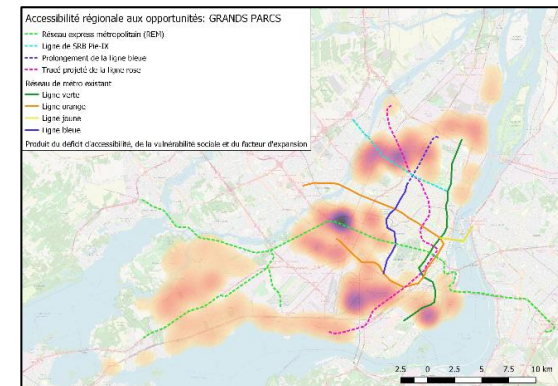 Accessibilité régionale aux opportunités: GRANDS PARCS
Réseau express métropolitain (REM)
Ligne de SRB Pie-IX
Prolongement de la ligne bleue
Tracé projeté de la ligne rose
Réseau de métro existant
Ligne verte
Ligne orange
Ligne jaune
Ligne bleue
Produit du déficit d'accessibilité, de la vulnérabilité sociale et du facteur d'expansion
2.5 0 2.5 5 7.5 10 km